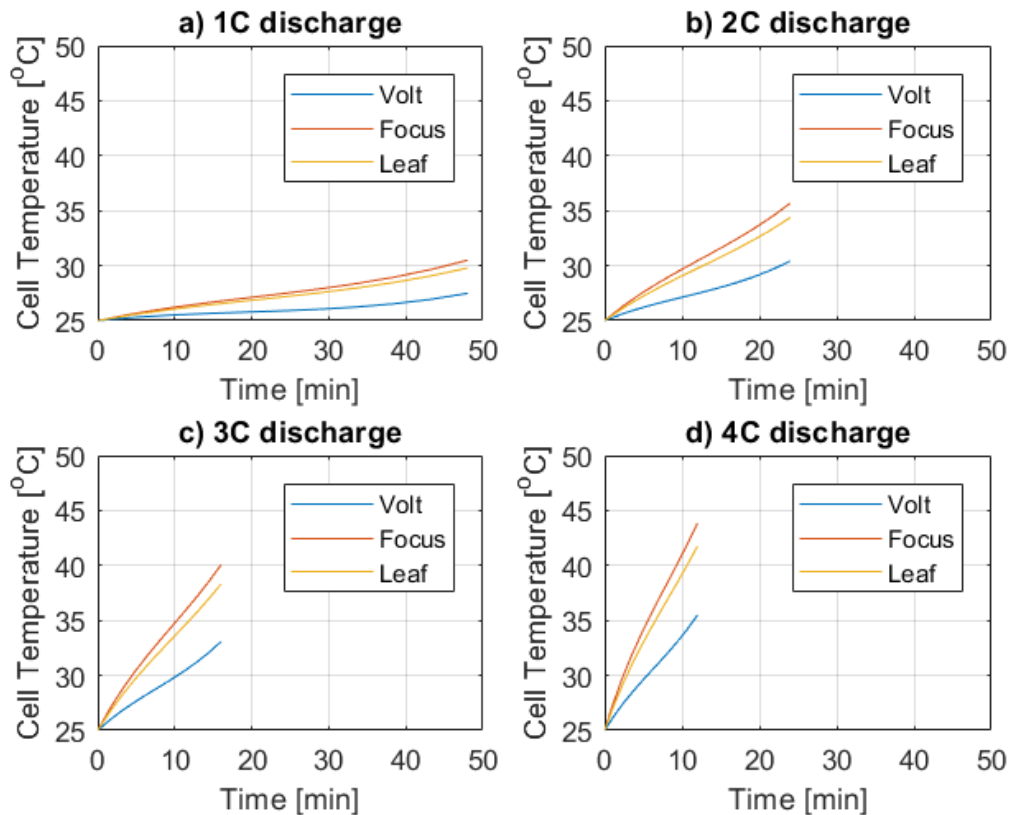 a) 1C discharge
Cell Temperature [°C]
50
45
40
35
30
25
Volt
Focus
Leaf
0 10 20 30 40 50
Time [min]
b) 2C discharge
Cell Temperature [°C]
50
45
40
35
30
25
Volt
Focus
Leaf
0 10 20 30 40 50
Time [min]
c) 3C discharge
Cell Temperature [°C]
50
45
40
35
30
25
Volt
Focus
Leaf
0 10 20 30 40 50
Time [min]
d) 4C discharge
Cell Temperature [°C]
50
45
40
35
30
25
Volt
Focus
Leaf
0 10 20 30 40 50
Time [min]